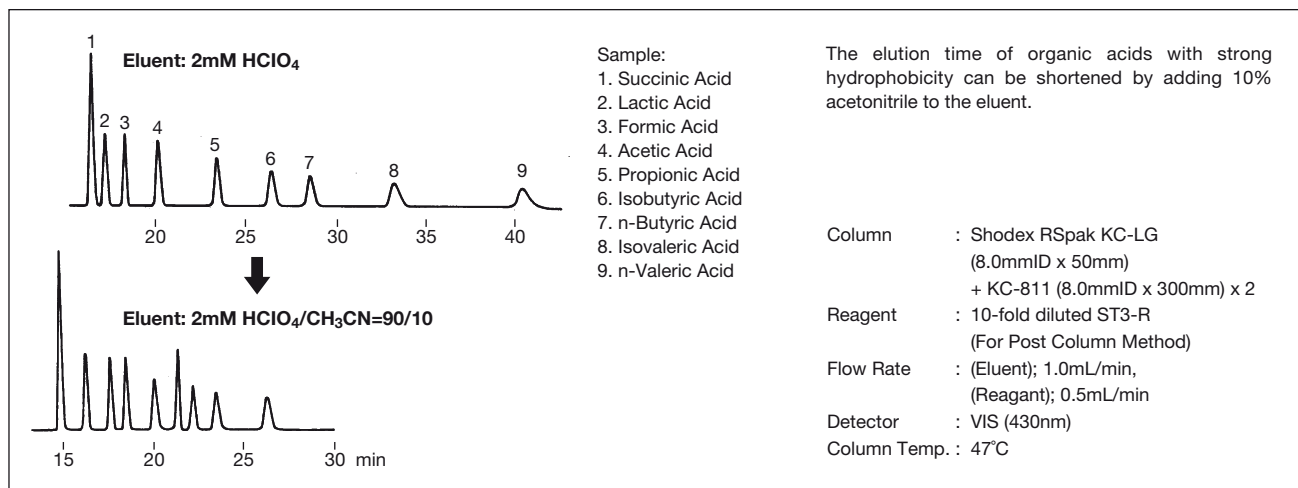 1
Eluent: 2mM HClO4
2
3
4
5
6
7
8
9
20
25
30
35
40
Eluent: 2mM HClO4/CH3CN=90/10
15
20
25
30 min
Sample:
1. Succinic Acid
2. Lactic Acid
3. Formic Acid
4. Acetic Acid
5. Propionic Acid
6. Isobutyric Acid
7. n-Butyric Acid
8. Isovaleric Acid
9. n-Valeric Acid
The elution time of organic acids with strong
hydrophobicity can be shortened by adding 10%
acetonitrile to the eluent.
Column : Shodex RSpak KC-LG
(8.0mmID x 50mm)
+ KC-811 (8.0mmID x 300mm) x 2
Reagent : 10-fold diluted ST3-R
(For Post Column Method)
Flow Rate : (Eluent); 1.0mL/min,
(Reagant); 0.5mL/min
Detector : VIS (430nm)
Column Temp. : 47°C